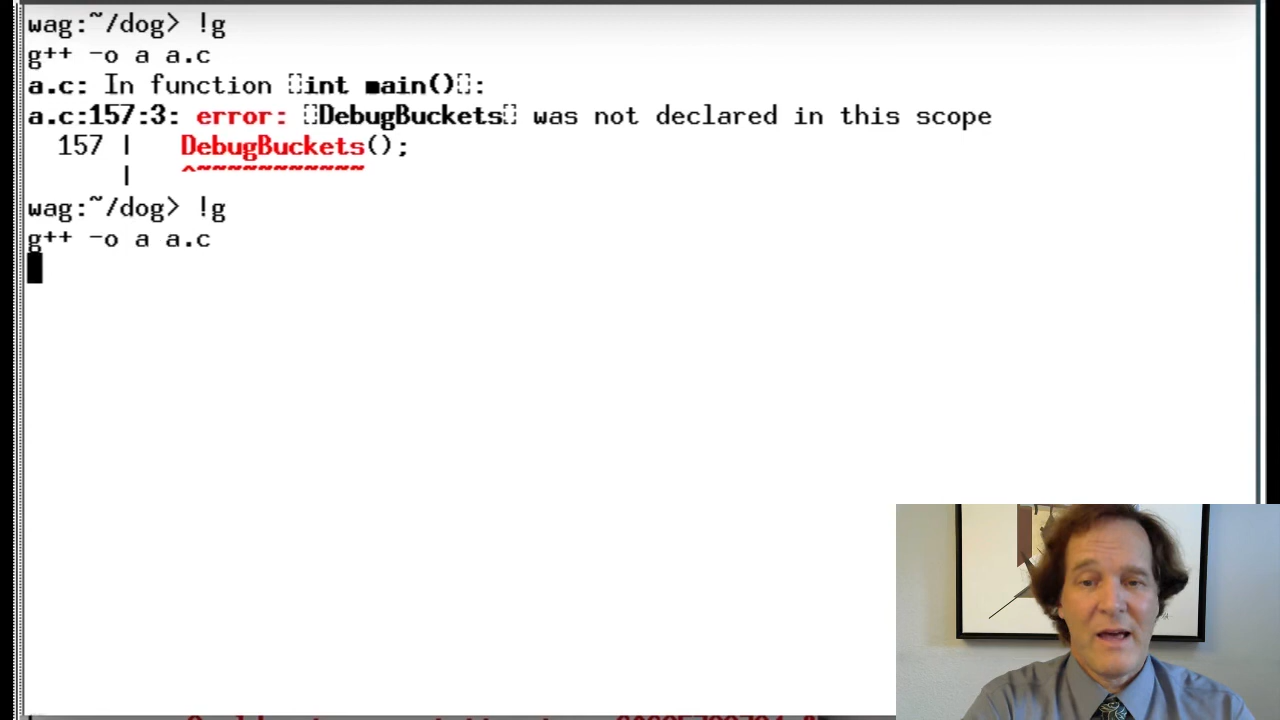 wag:~/dog> !g
g++ -o a a.c
a.c: In function int main():
a.c:157:3: error: DebugBuckets was not declared in this scope
157 | DebugBuckets();
| ^~~~~~~~~~~~
wag:~/dog> !g
g++ -o a a.c